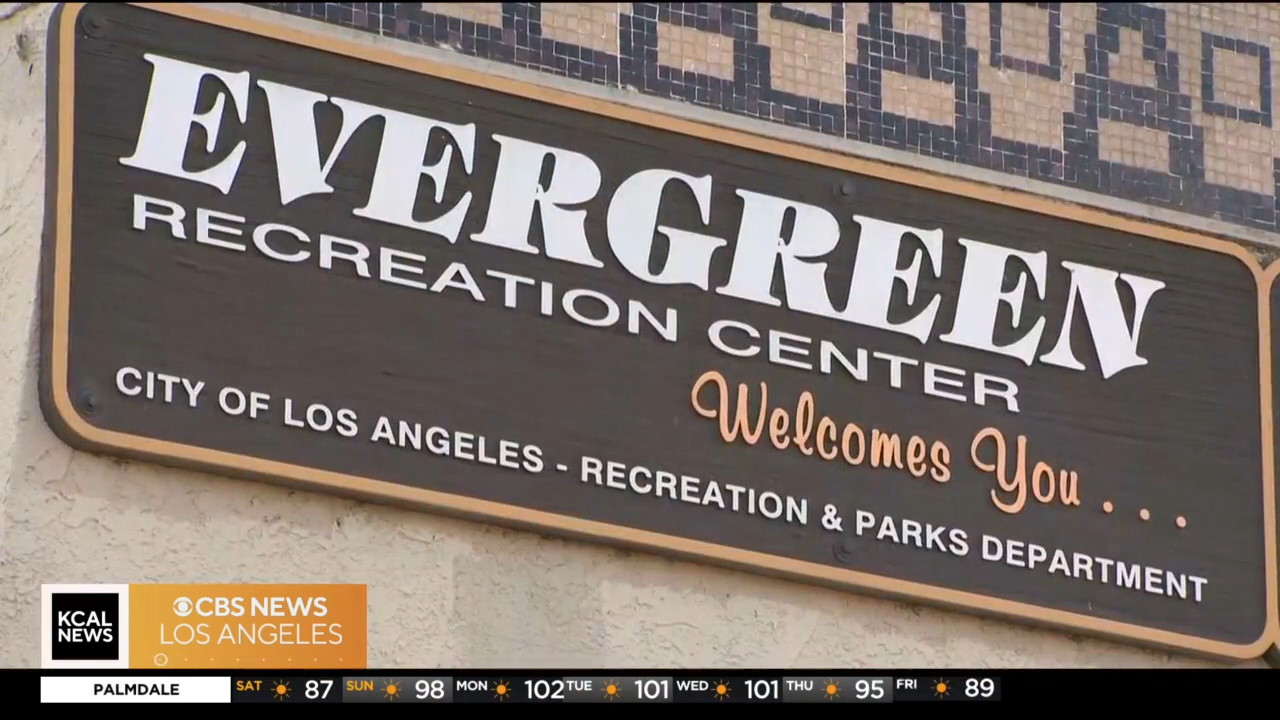 EVERGREEN
RECREATION CENTER
Welcomes You . . .
CITY OF LOS ANGELES - RECREATION & PARKS DEPARTMENT
KCAL
NEWS
CBS NEWS
LOS ANGELES
PALMDALE SAT 87 SUN 98 MON 102 TUE 101 WED 101 THU 95 FRI 89